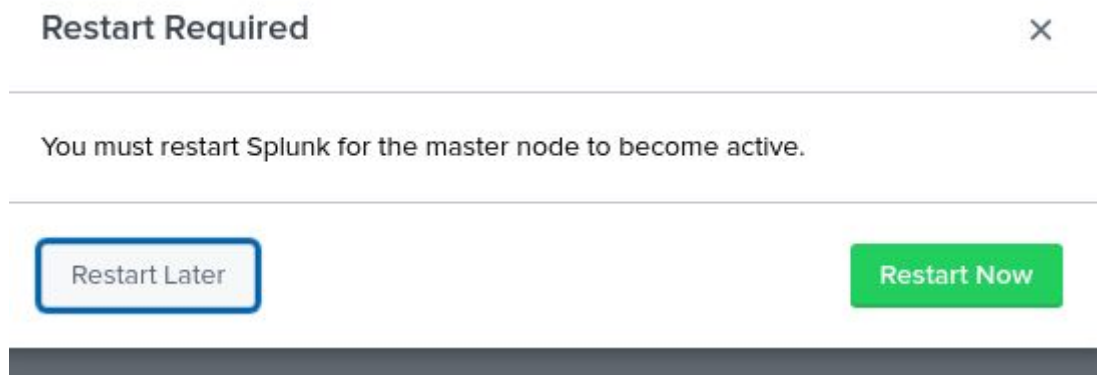 Restart Required
You must restart Splunk for the master node to become active.
Restart Later
Restart Now